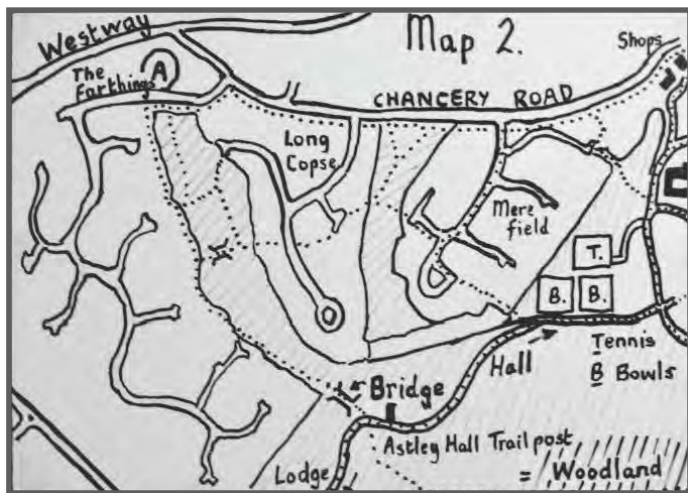 Map 2.
Westway
Shops
The
Farthings
A
CHANCERY ROAD
Long
Copse
Mere
field
T.
B. B.
Hall
Tennis
B Bowls
Bridge
Astley Hall Trail post
Lodge
= Woodland